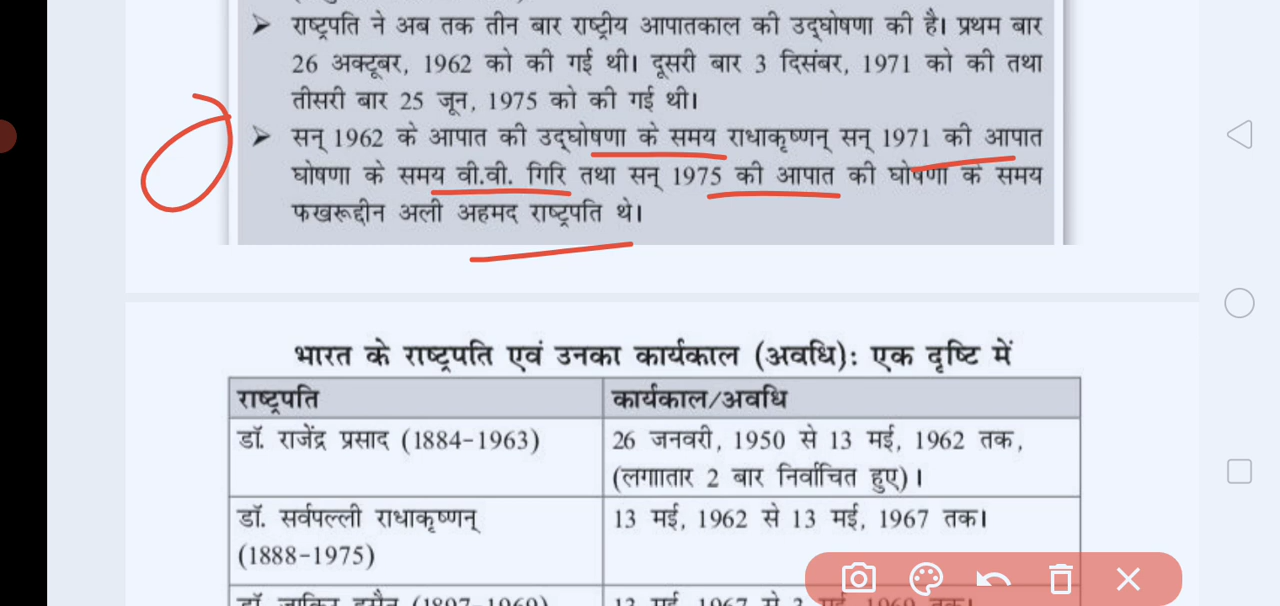 ➤ राष्ट्रपति ने अब तक तीन बार राष्ट्रीय आपातकाल की उद्घोषणा की है। प्रथम बार
26 अक्टूबर, 1962 को की गई थी। दूसरी बार 3 दिसंबर, 1971 को की तथा
तीसरी बार 25 जून, 1975 को की गई थी।
➤ सन् 1962 के आपात की उद्घोषणा के समय राधाकृष्णन् सन् 1971 की आपात
घोषणा के समय वी.वी. गिरि तथा सन् 1975 की आपात की घोषणा के समय
फखरूद्दीन अली अहमद राष्ट्रपति थे।
भारत के राष्ट्रपति एवं उनका कार्यकाल (अवधि): एक दृष्टि में
राष्ट्रपति कार्यकाल/अवधि
डॉ. राजेंद्र प्रसाद (1884-1963) 26 जनवरी, 1950 से 13 मई, 1962 तक,
(लगाातार 2 बार निर्वाचित हुए)।
डॉ. सर्वपल्ली राधाकृष्णन् 13 मई, 1962 से 13 मई, 1967 तक।
(1888-1975)